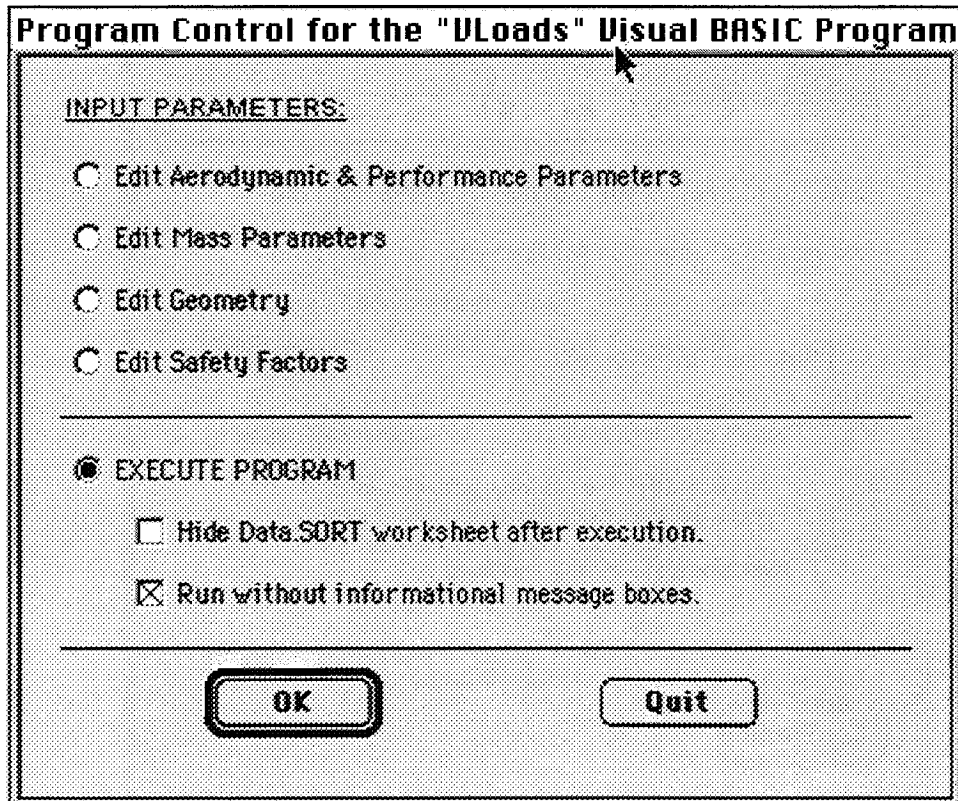 Program Control for the "VLoads" Visual BASIC Program
INPUT PARAMETERS:
Edit Aerodynamic & Performance Parameters
Edit Mass Parameters
Edit Geometry
Edit Safety Factors
EXECUTE PROGRAM
Hide Data.SORT worksheet after execution.
Run without informational message boxes.
OK
Quit